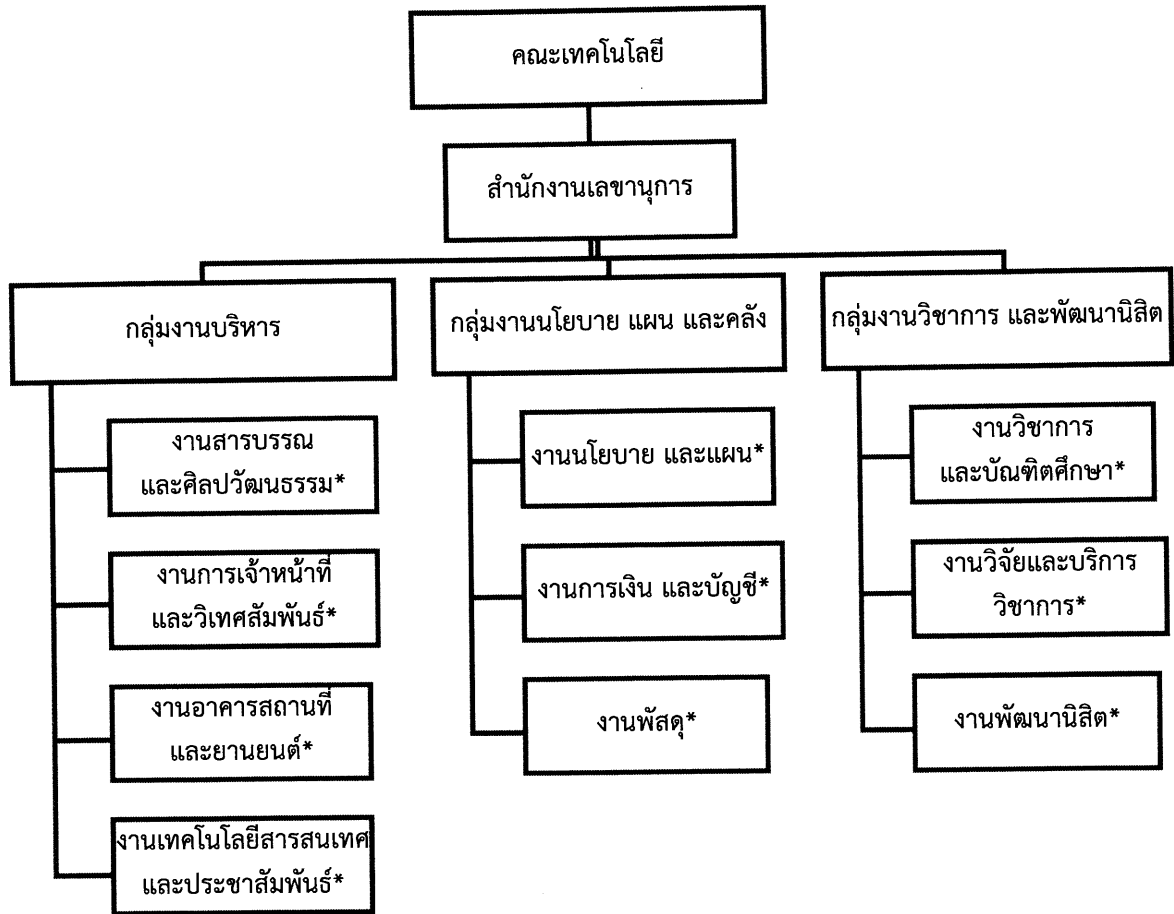 คณะเทคโนโลยี
สำนักงานเลขานุการ
กลุ่มงานบริหาร
งานสารบรรณ
และศิลปวัฒนธรรม*
งานการเจ้าหน้าที่
และวิเทศสัมพันธ์*
งานอาคารสถานที่
และยานยนต์*
งานเทคโนโลยีสารสนเทศ
และประชาสัมพันธ์*
กลุ่มงานนโยบาย แผน และคลัง
งานนโยบาย และแผน*
งานการเงิน และบัญชี*
งานพัสดุ*
กลุ่มงานวิชาการ และพัฒนานิสิต
งานวิชาการ
และบัณฑิตศึกษา*
งานวิจัยและบริการ
วิชาการ*
งานพัฒนานิสิต*